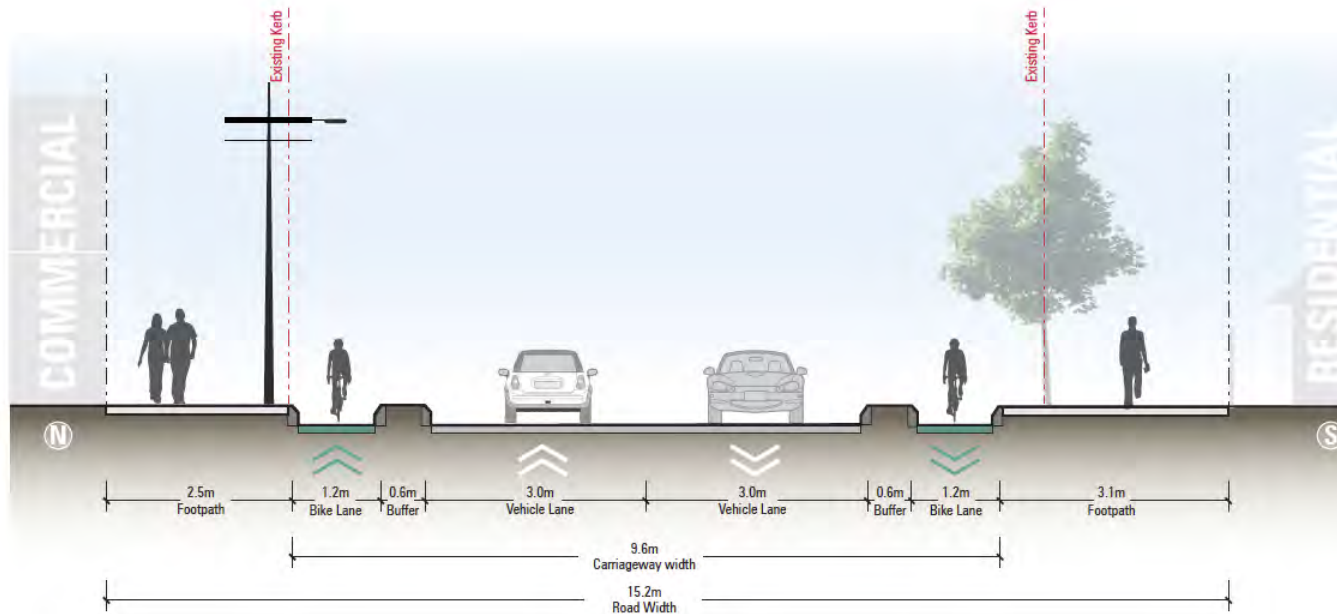 Existing Kerb
Existing Kerb
COMMERCIAL
RESIDENTIAL
N
S
2.5m
Footpath
1.2m
Bike Lane
0.6m
Buffer
3.0m
Vehicle Lane
3.0m
Vehicle Lane
0.6m
Buffer
1.2m
Bike Lane
3.1m
Footpath
9.6m
Carriageway width
15.2m
Road Width